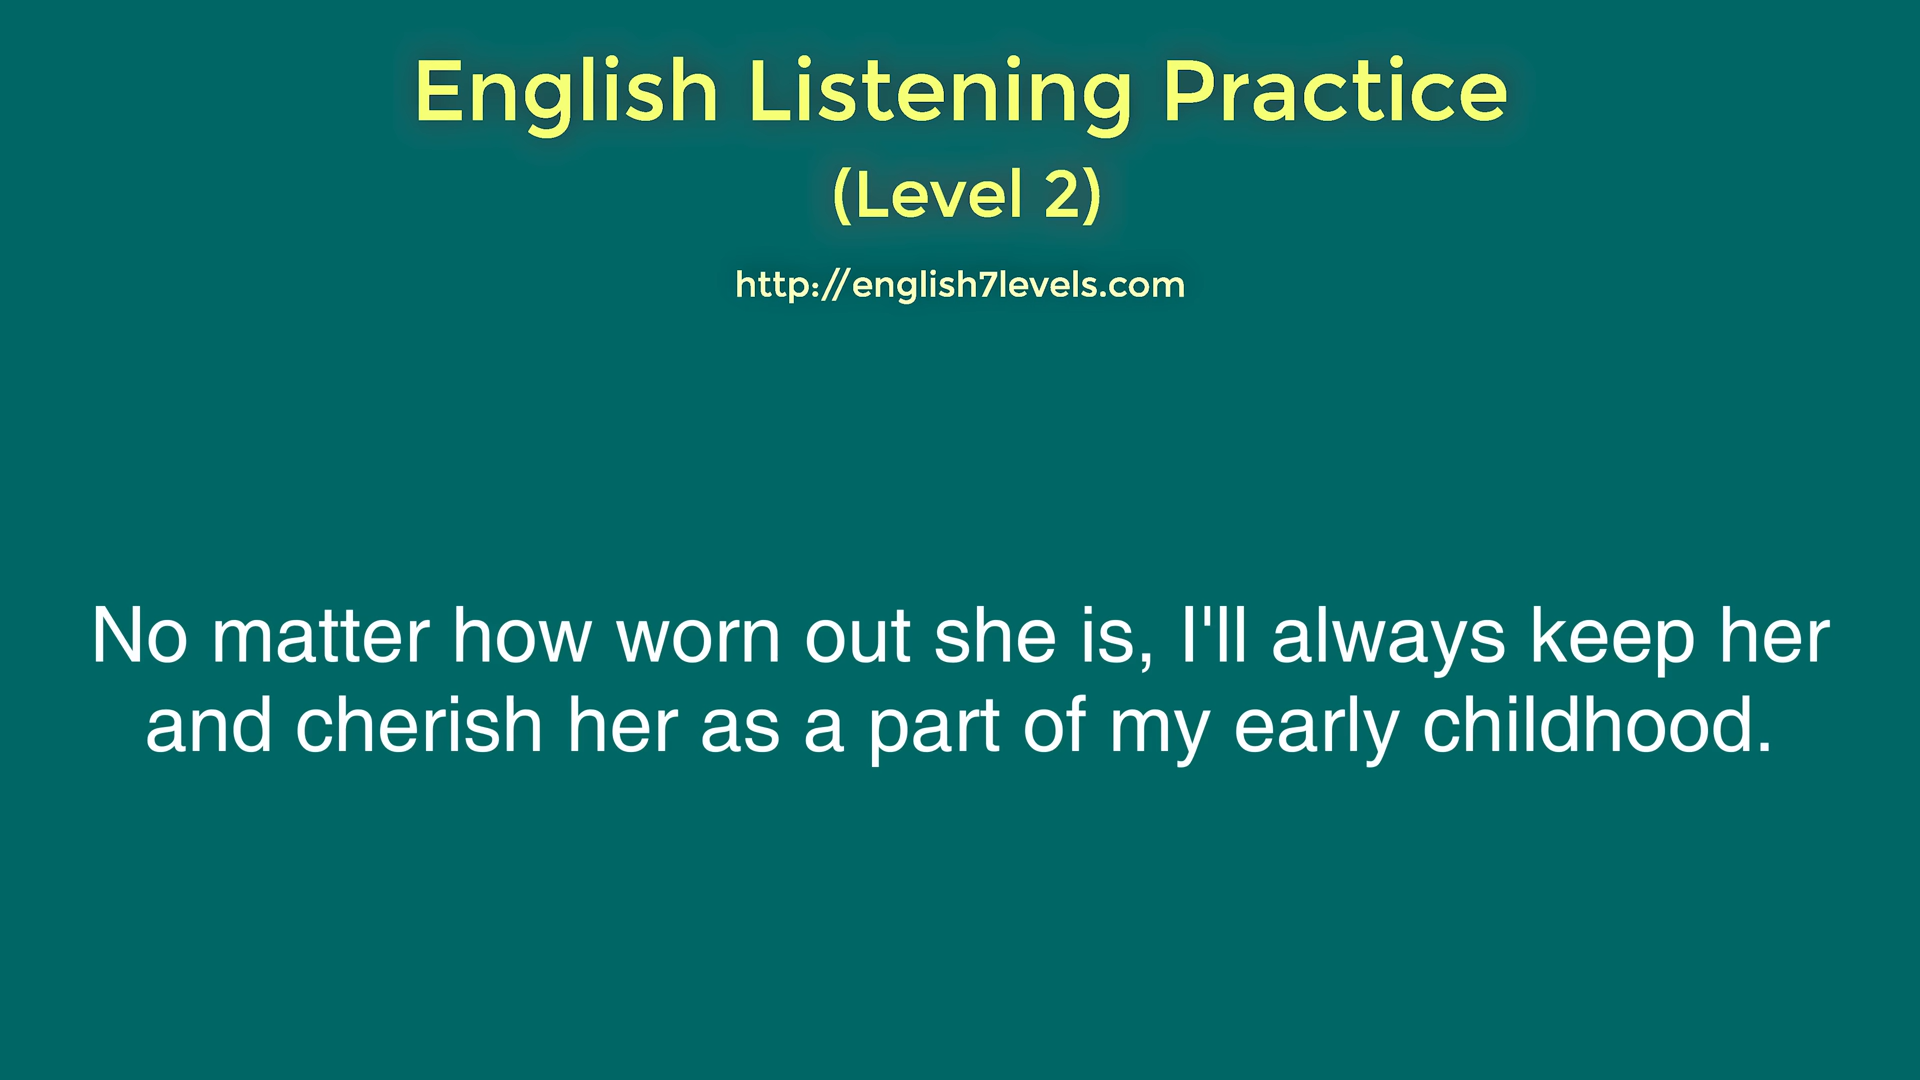 English Listening Practice
(Level 2)
http://english7levels.com
No matter how worn out she is, I'll always keep her
and cherish her as a part of my early childhood.